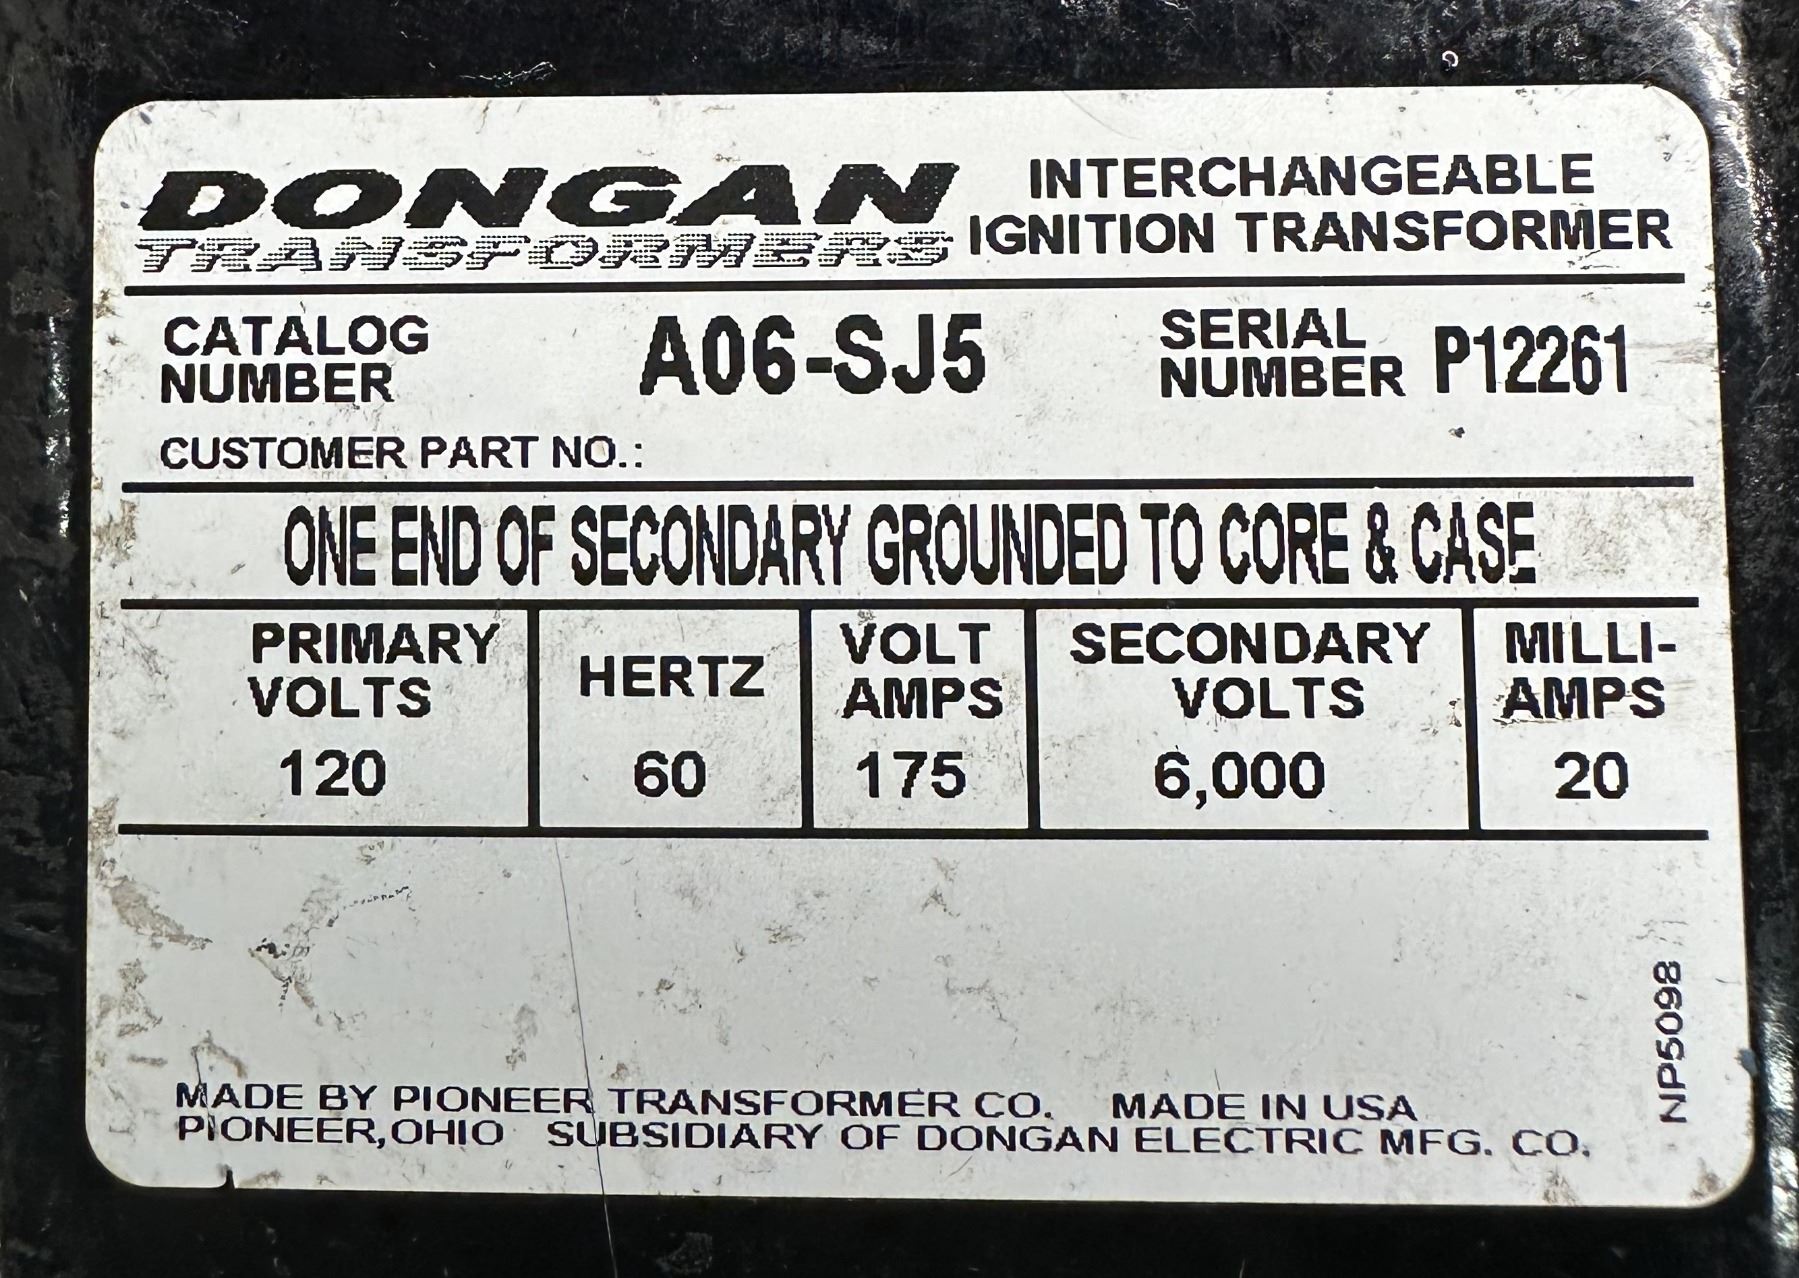 DONGAN
TRANSFORMERS
INTERCHANGEABLE
IGNITION TRANSFORMER
CATALOG
NUMBER
A06-SJ5
SERIAL
NUMBER
P12261
CUSTOMER PART NO.:
ONE END OF SECONDARY GROUNDED TO CORE & CASE
PRIMARY
VOLTS
120
HERTZ
60
VOLT
AMPS
175
SECONDARY
VOLTS
6,000
MILLI-
AMPS
20
NP5098
MADE BY PIONEER TRANSFORMER CO. MADE IN USA
PIONEER,OHIO SUBSIDIARY OF DONGAN ELECTRIC MFG. CO.